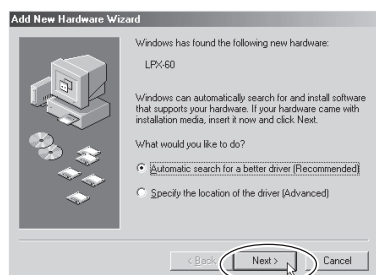 Add New Hardware Wizard
Windows has found the following new hardware:
LPX-60
Windows can automatically search for and install software
that supports your hardware. If your hardware came with
installation media, insert it now and click Next.
What would you like to do?
Automatic search for a better driver (Recommended)
Specify the location of the driver (Advanced)
< Back
Next >
Cancel